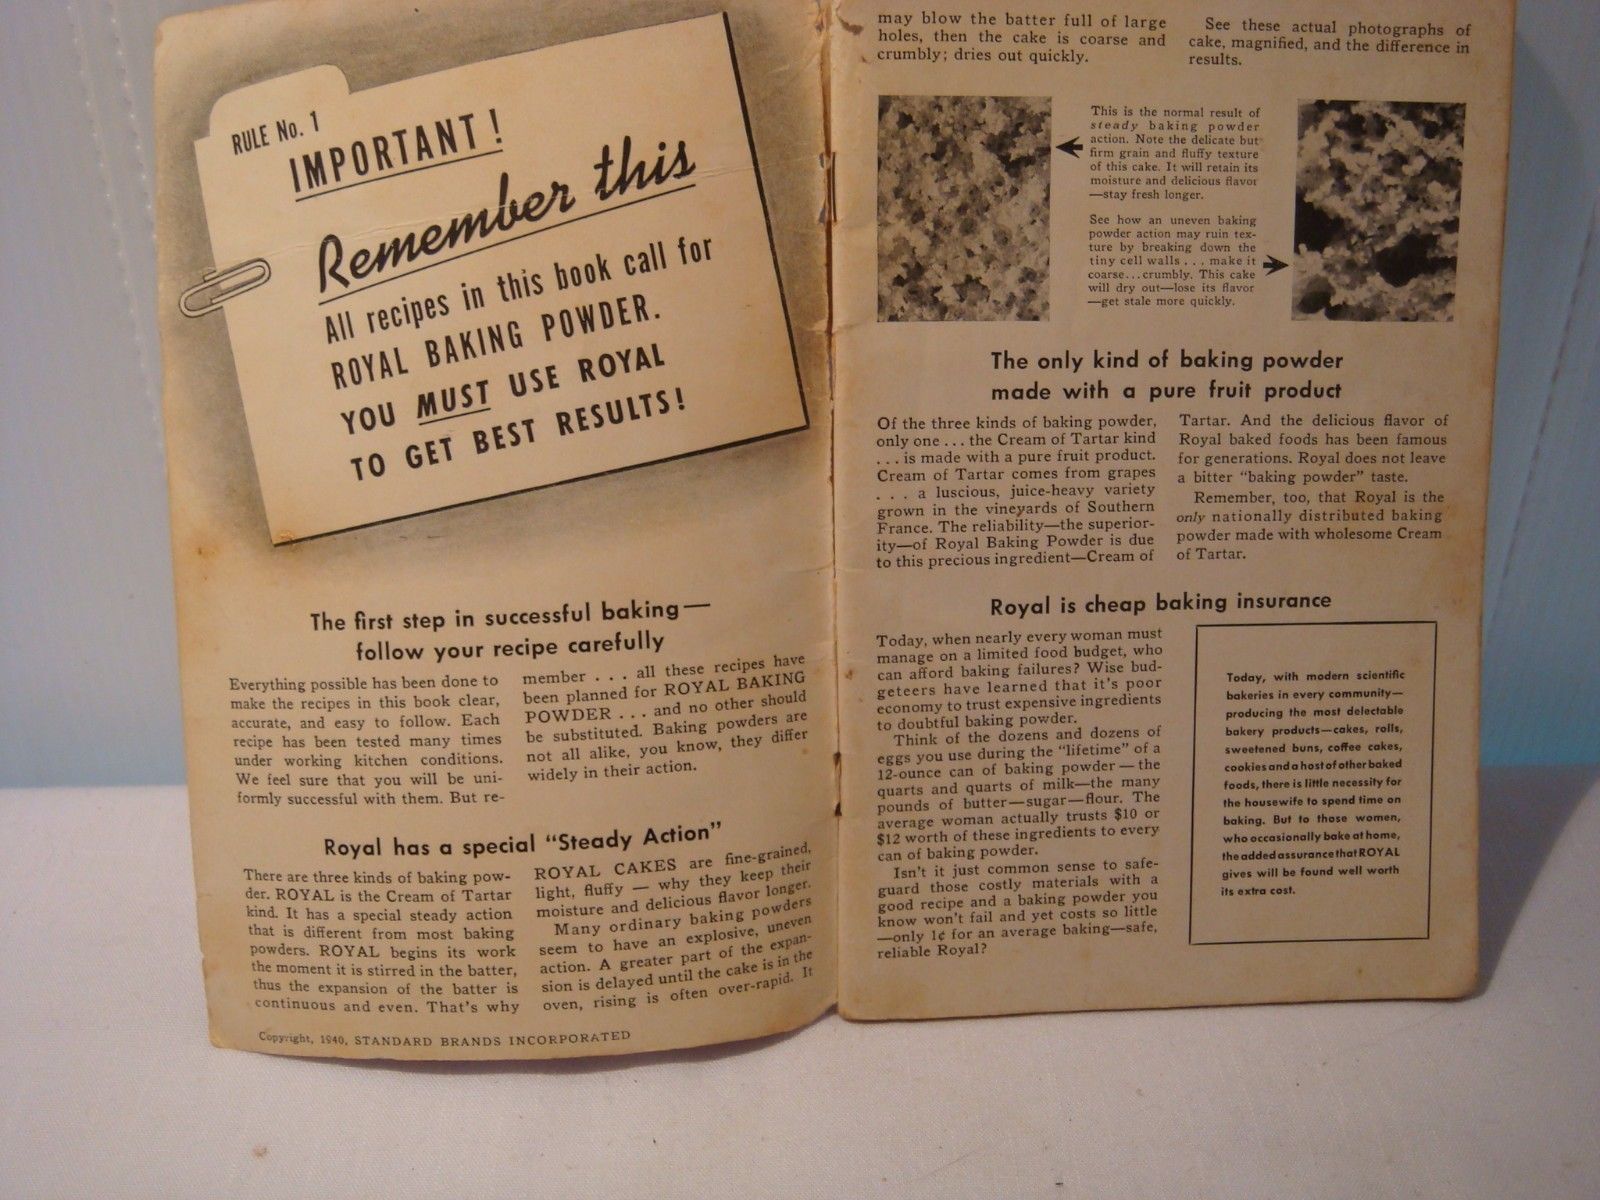 RULE No. 1
IMPORTANT!
Remember this
All recipes in this book call for
ROYAL BAKING POWDER.
YOU MUST USE ROYAL
TO GET BEST RESULTS!
The first step in successful baking—
follow your recipe carefully
Everything possible has been done to
make the recipes in this book clear,
accurate, and easy to follow. Each
recipe has been tested many times
under working kitchen conditions.
We feel sure that you will be uni-
formly successful with them. But re-
member . . . all these recipes have
been planned for ROYAL BAKING
POWDER . . . and no other should
be substituted. Baking powders are
not all alike, you know, they differ
widely in their action.
Royal has a special "Steady Action"
There are three kinds of baking pow-
der. ROYAL is the Cream of Tartar
kind. It has a special steady action
that is different from most baking
powders. ROYAL begins its work
the moment it is stirred in the batter,
thus the expansion of the batter is
continuous and even. That's why
ROYAL CAKES are fine-grained,
light, fluffy — why they keep their
moisture and delicious flavor longer.
Many ordinary baking powders
seem to have an explosive, uneven
action. A greater part of the expan-
sion is delayed until the cake is in the
oven, rising is often over-rapid. It
Copyright, 1940, STANDARD BRANDS INCORPORATED
may blow the batter full of large
holes, then the cake is coarse and
crumbly; dries out quickly.
See these actual photographs of
cake, magnified, and the difference in
results.
This is the normal result of
steady baking powder
action. Note the delicate but
firm grain and fluffy texture
of this cake. It will retain its
moisture and delicious flavor
—stay fresh longer.
See how an uneven baking
powder action may ruin tex-
ture by breaking down the
tiny cell walls . . . make it
coarse...crumbly. This cake
will dry out—lose its flavor
—get stale more quickly.
The only kind of baking powder
made with a pure fruit product
Of the three kinds of baking powder,
only one . . . the Cream of Tartar kind
. . . is made with a pure fruit product.
Cream of Tartar comes from grapes
. . . a luscious, juice-heavy variety
grown in the vineyards of Southern
France. The reliability—the superior-
ity—of Royal Baking Powder is due
to this precious ingredient—Cream of
Tartar. And the delicious flavor of
Royal baked foods has been famous
for generations. Royal does not leave
a bitter "baking powder" taste.
Remember, too, that Royal is the
only nationally distributed baking
powder made with wholesome Cream
of Tartar.
Royal is cheap baking insurance
Today, when nearly every woman must
manage on a limited food budget, who
can afford baking failures? Wise bud-
geteers have learned that it's poor
economy to trust expensive ingredients
to doubtful baking powder.
Think of the dozens and dozens of
eggs you use during the "lifetime" of a
12-ounce can of baking powder — the
quarts and quarts of milk—the many
pounds of butter—sugar—flour. The
average woman actually trusts $10 or
$12 worth of these ingredients to every
can of baking powder.
Isn't it just common sense to safe-
guard those costly materials with a
good recipe and a baking powder you
know won't fail and yet costs so little
—only 1¢ for an average baking—safe,
reliable Royal?
Today, with modern scientific
bakeries in every community—
producing the most delectable
bakery products—cakes, rolls,
sweetened buns, coffee cakes,
cookies and a host of other baked
foods, there is little necessity for
the housewife to spend time on
baking. But to those women,
who occasionally bake at home,
the added assurance that ROYAL
gives will be found well worth
its extra cost.